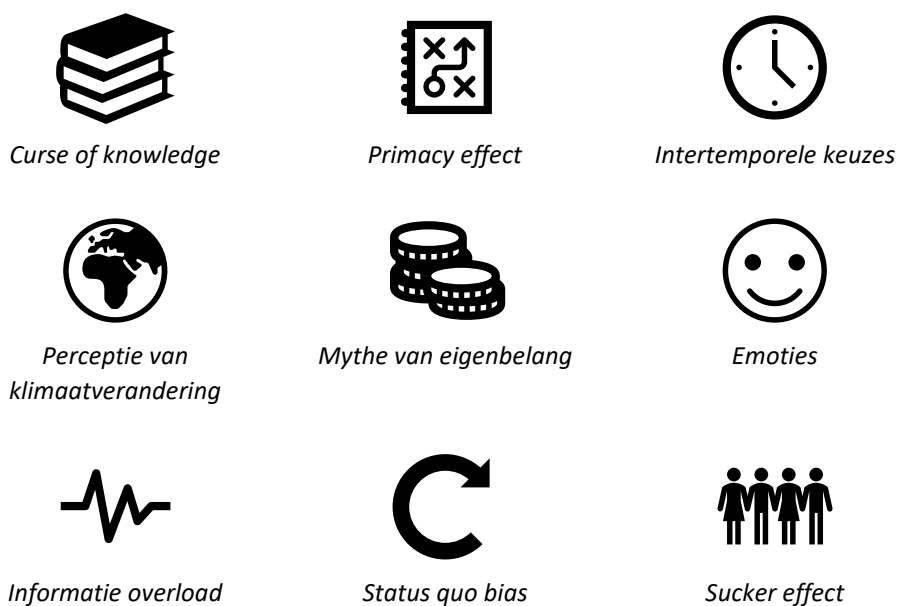 Curse of knowledge
Primacy effect
Intertemporele keuzes
Perceptie van
klimaatverandering
Mythe van eigenbelang
Emoties
Informatie overload
Status quo bias
Sucker effect